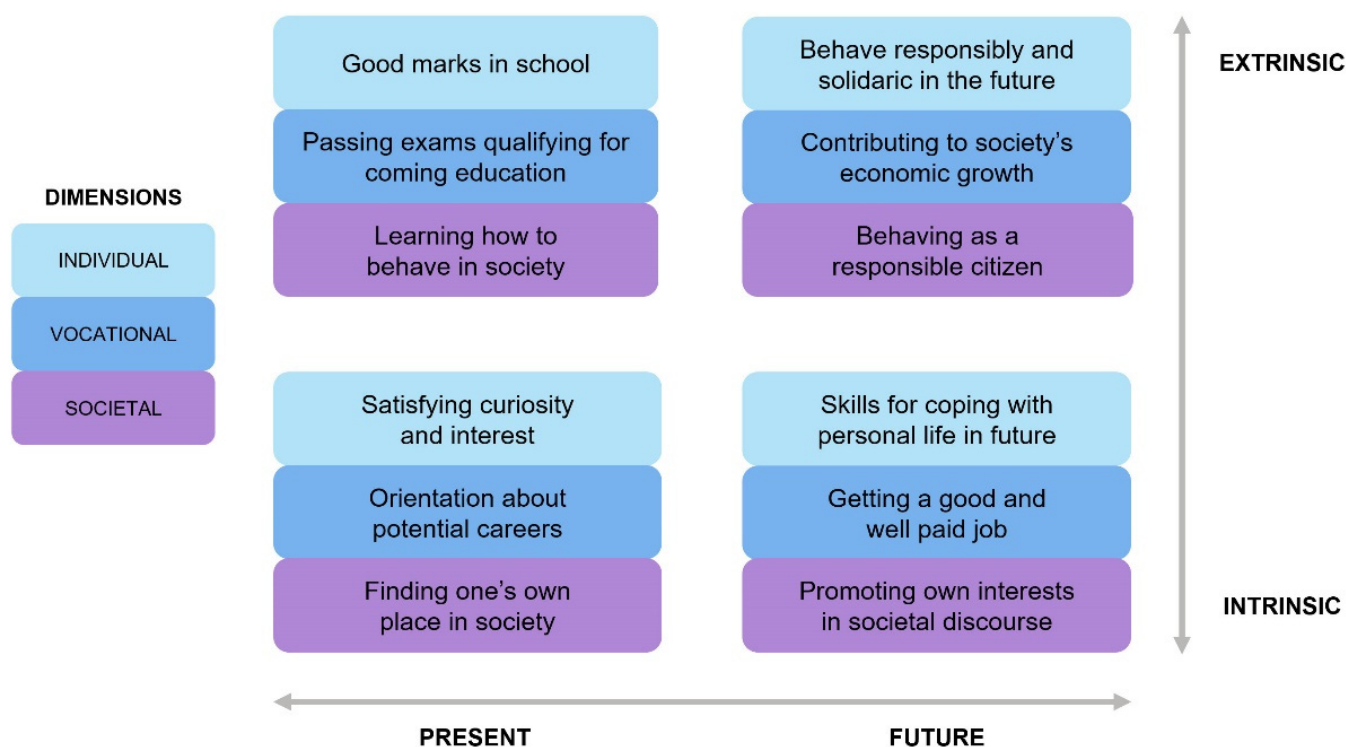 Good marks in school
Passing exams qualifying for
coming education
Learning how to
behave in society
Behave responsibly and
solidaric in the future
Contributing to society's
economic growth
Behaving as a
responsible citizen
EXTRINSIC
DIMENSIONS
INDIVIDUAL
VOCATIONAL
SOCIETAL
Satisfying curiosity
and interest
Orientation about
potential careers
Finding one's own
place in society
Skills for coping with
personal life in future
Getting a good and
well paid job
Promoting own interests
in societal discourse
INTRINSIC
PRESENT
FUTURE